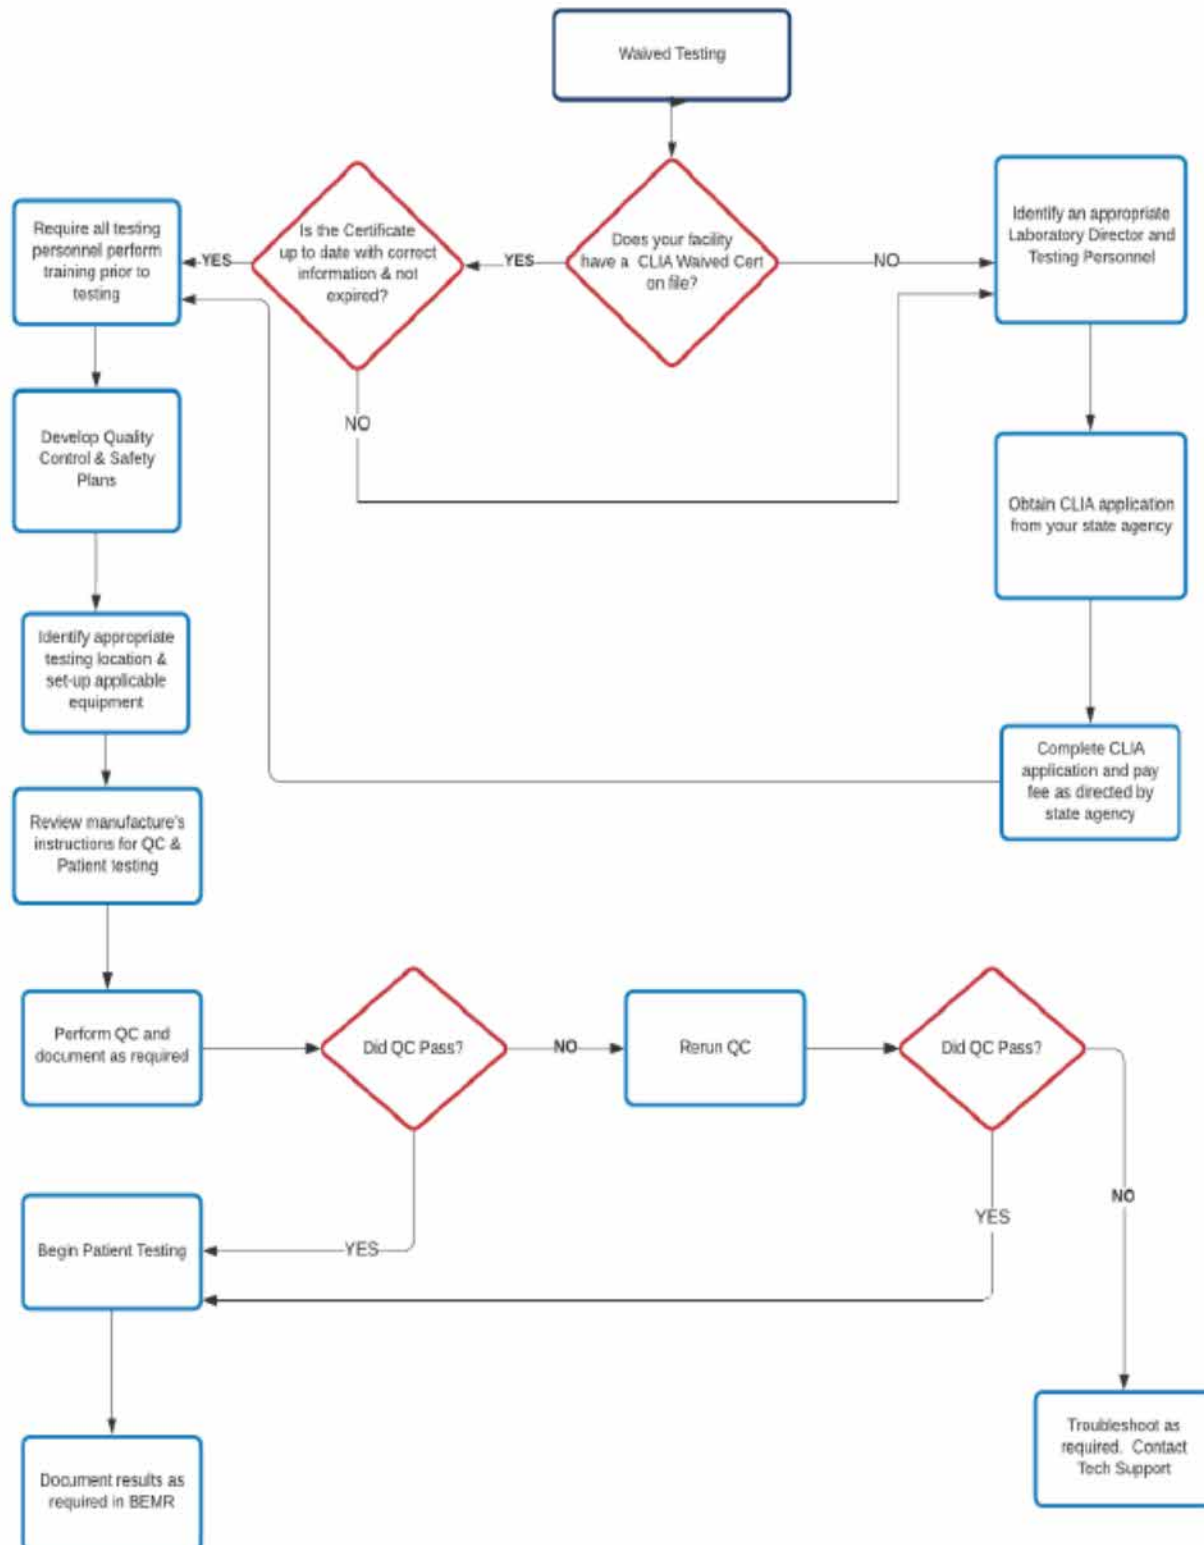 Waived Testing
Does your facility
have a CLIA Waived Cert
on file?
YES
NO
Is the Certificate
up to date with correct
information & not
expired?
YES
NO
Identify an appropriate
Laboratory Director and
Testing Personnel
Require all testing
personnel perform
training prior to
testing
Develop Quality
Control & Safety
Plans
Obtain CLIA application
from your state agency
Identify appropriate
testing location &
set-up applicable
equipment
Complete CLIA
application and pay
fee as directed by
state agency
Review manufacture's
instructions for QC &
Patient testing
Perform QC and
document as required
Did QC Pass?
NO
Rerun QC
Did QC Pass?
NO
YES
YES
Begin Patient Testing
Document results as
required in BEMR
Troubleshoot as
required. Contact
Tech Support